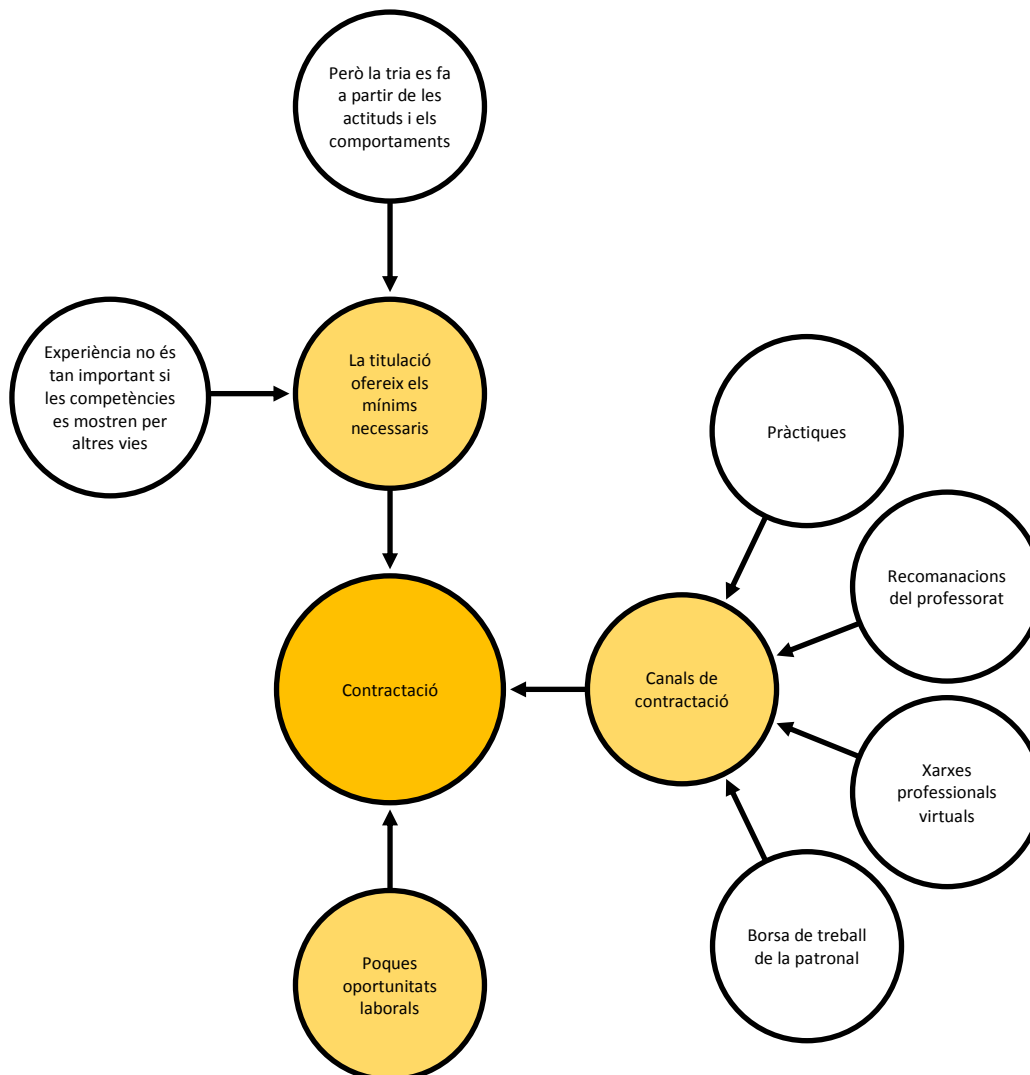 Però la tria es fa
a partir de les
actituds i els
comportaments
Experiència no és
tan important si
les competències
es mostren per
altres vies
La titulació
ofereix els
mínims
necessaris
Pràctiques
Recomanacions
del professorat
Contractació
Canals de
contractació
Xarxes
professionals
virtuals
Borsa de treball
de la patronal
Poques
oportunitats
laborals